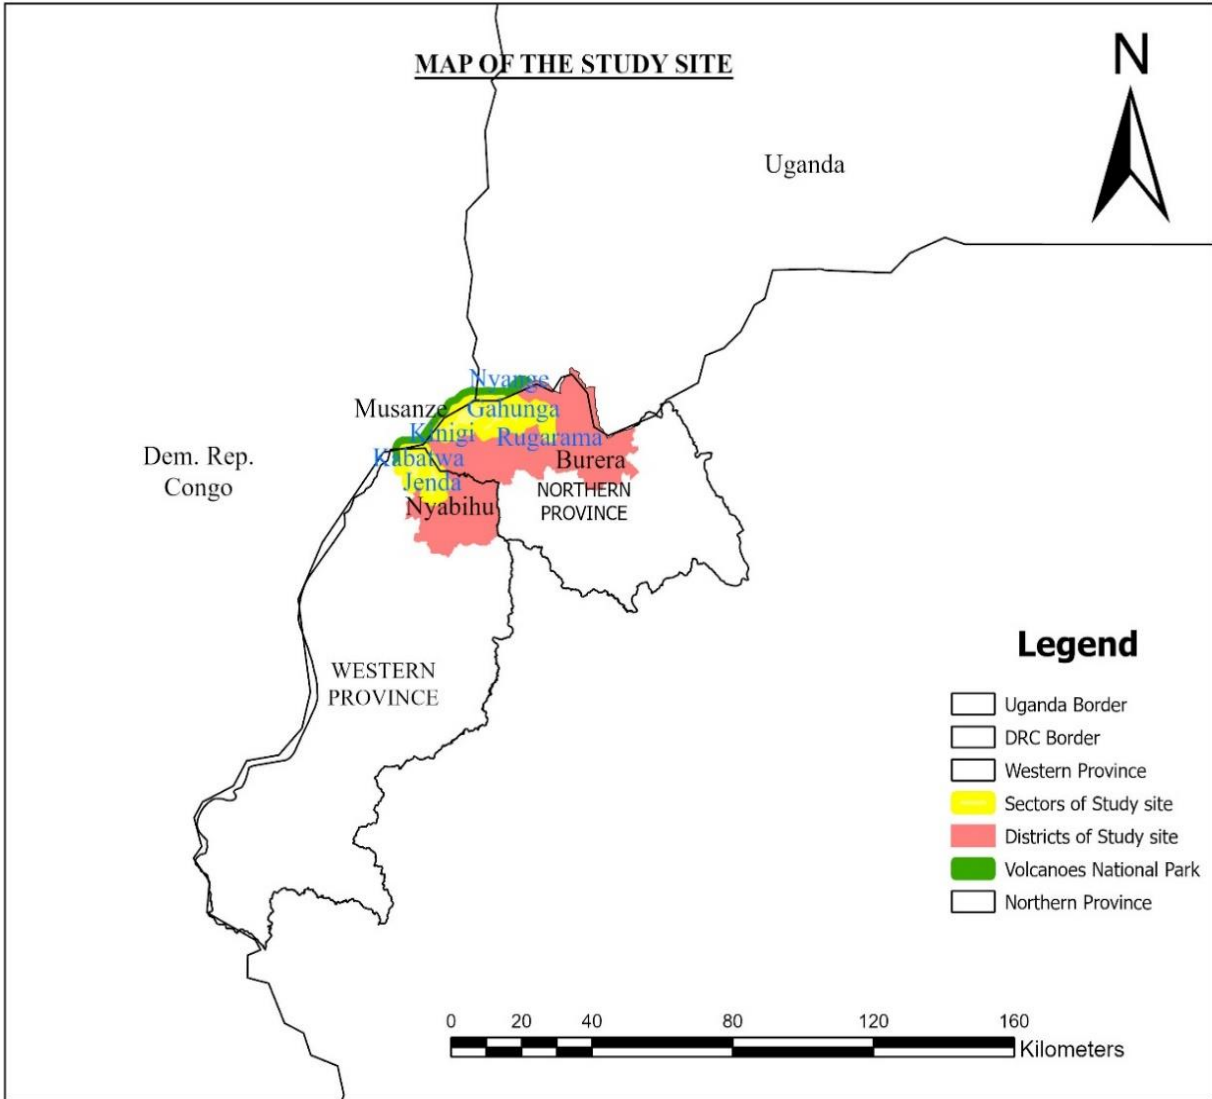 MAP OF THE STUDY SITE
N
Uganda
Nyange
Musanze
Gahunga
Kinigi
Rugarama
Dem. Rep.
Congo
Kabatwa
Burera
Jenda
NORTHERN
PROVINCE
Nyabihu
WESTERN
PROVINCE
Legend
Uganda Border
DRC Border
Western Province
Sectors of Study site
Districts of Study site
Volcanoes National Park
Northern Province
0 20 40 80 120 160
Kilometers